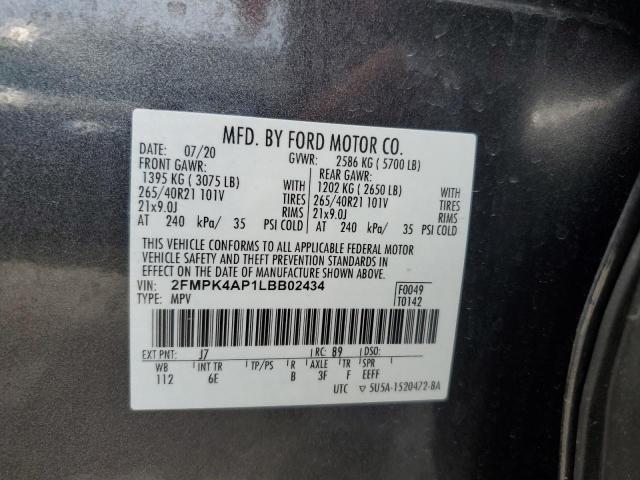 MFD. BY FORD MOTOR CO.
DATE: 07/20 GVWR: 2586 KG ( 5700 LB)
FRONT GAWR: REAR GAWR:
1395 KG ( 3075 LB) WITH 1202 KG ( 2650 LB) WITH
265/40R21 101V TIRES 265/40R21 101V TIRES
21x9.0J RIMS 21x9.0J RIMS
AT 240 kPa/ 35 PSI COLD AT 240 kPa/ 35 PSI COLD
THIS VEHICLE CONFORMS TO ALL APPLICABLE FEDERAL MOTOR
VEHICLE SAFETY AND THEFT PREVENTION STANDARDS IN
EFFECT ON THE DATE OF MANUFACTURE SHOWN ABOVE.
VIN: 2FMPK4AP1LBB02434 F0049
TYPE: MPV T0142
EXT PNT: J7 RC: 89 DSO:
WB INT TR TP/PS R AXLE TR SPR
112 6E B 3F F EEFF
UTC ▽ 5U5A-1520472-BA